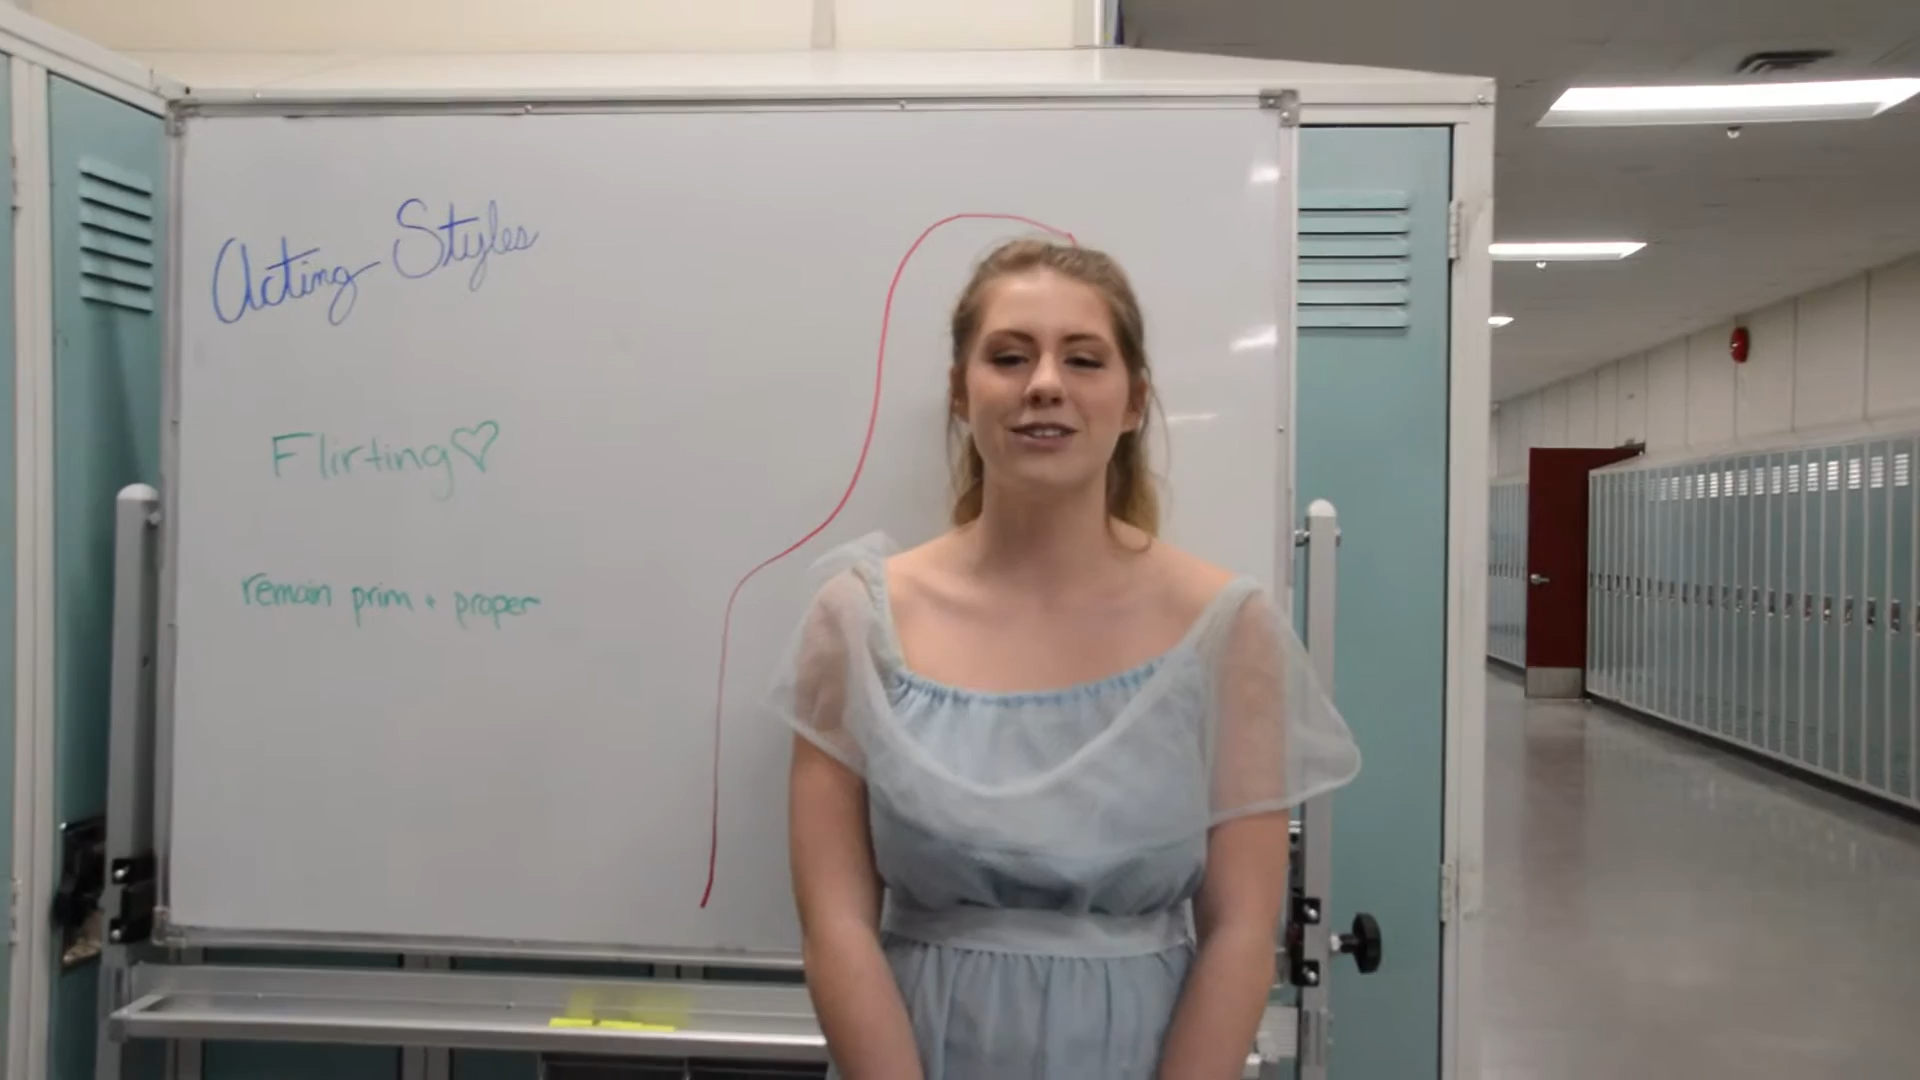 Acting Styles
Flirting♡
remain prim + proper